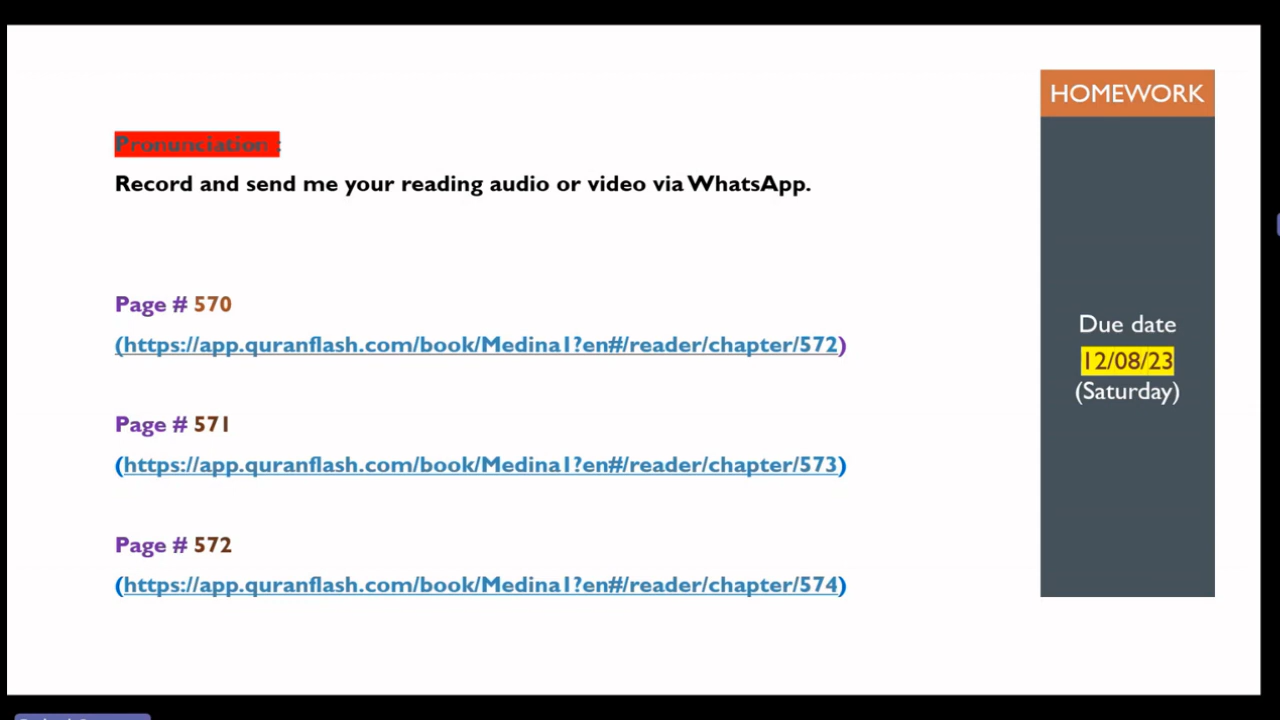 HOMEWORK
Pronunciation :
Record and send me your reading audio or video via WhatsApp.
Page # 570
(https://app.quranflash.com/book/Medina1?en#/reader/chapter/572)
Page # 571
(https://app.quranflash.com/book/Medina1?en#/reader/chapter/573)
Page # 572
(https://app.quranflash.com/book/Medina1?en#/reader/chapter/574)
Due date
12/08/23
(Saturday)